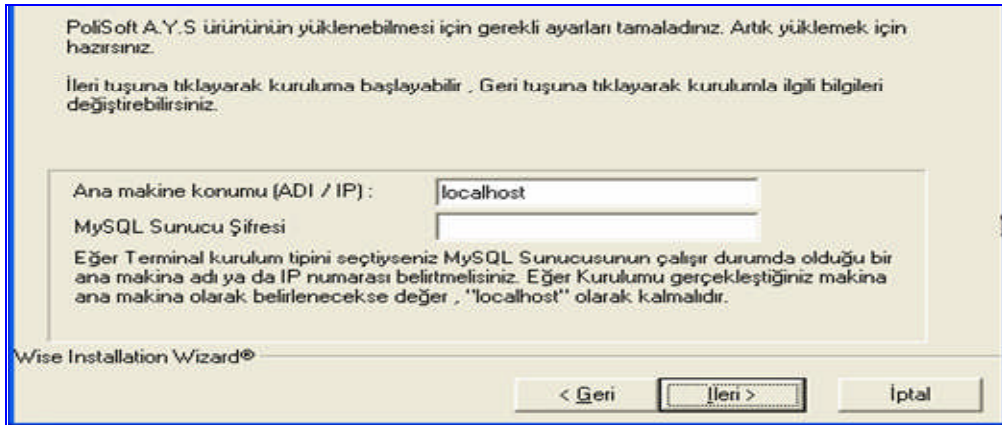 PoliSoft A.Y.S ürününün yüklenebilmesi için gerekli ayarları tamaladınız. Artık yüklemek için
hazırsınız.
İleri tuşuna tıklayarak kuruluma başlayabilir , Geri tuşuna tıklayarak kurulumla ilgili bilgileri
değiştirebilirsiniz.
Ana makine konumu (ADI / IP) : localhost
MySQL Sunucu Şifresi
Eğer Terminal kurulum tipini seçtiyseniz MySQL Sunucusunun çalışır durumda olduğu bir
ana makina adı ya da IP numarası belirtmelisiniz. Eğer Kurulumu gerçekleştiğiniz makina
ana makina olarak belirlenecekse değer , "localhost" olarak kalmalıdır.
Wise Installation Wizard®
< Geri İleri > İptal